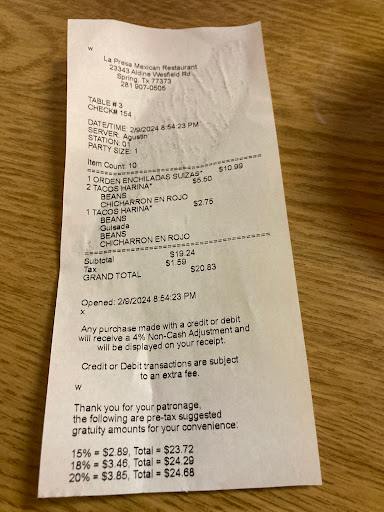 w
La Presa Mexican Restaurant
23343 Aldine Westfield Rd
Spring, Tx 77373
281 907-0505
TABLE # 3
CHECK# 154
DATE/TIME: 2/9/2024 8:54:23 PM
SERVER: Agustin
STATION: 01
PARTY SIZE: 1
Item Count: 10
1 ORDEN ENCHILADAS SUIZAS* $10.99
2 TACOS HARINA* $5.50
BEANS
CHICHARRON EN ROJO
1 TACOS HARINA* $2.75
BEANS
Guisada
BEANS
CHICHARRON EN ROJO
Subtotal $19.24
Tax $1.59
GRAND TOTAL $20.83
Opened: 2/9/2024 8:54:23 PM
x
Any purchase made with a credit or debit
will receive a 4% Non-Cash Adjustment and
will be displayed on your receipt.
Credit or Debit transactions are subject
to an extra fee.
w
Thank you for your patronage,
the following are pre-tax suggested
gratuity amounts for your convenience:
15% = $2.89, Total = $23.72
18% = $3.46, Total = $24.29
20% = $3.85, Total = $24.68